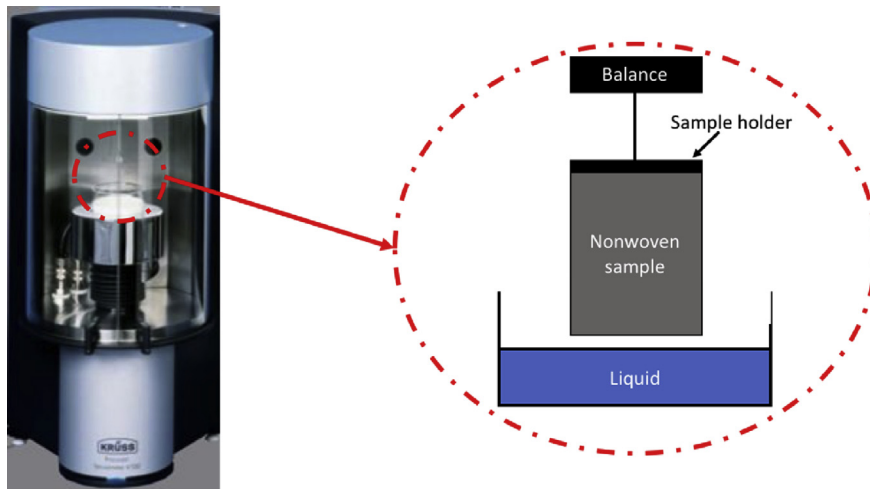 Balance
Sample holder
Nonwoven
sample
Liquid
KRÜSS